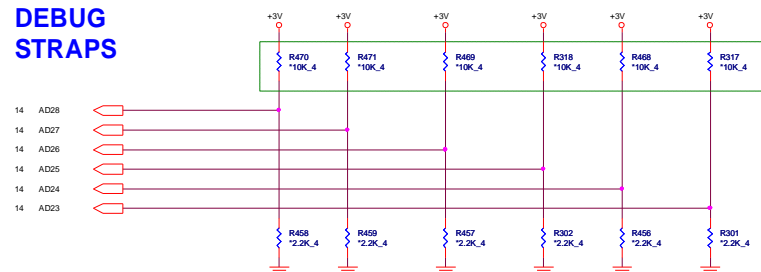 DEBUG
STRAPS
+3V +3V +3V +3V +3V +3V
R470 R471 R469 R318 R468 R317
*10K_4 *10K_4 *10K_4 *10K_4 *10K_4 *10K_4
14 AD28
14 AD27
14 AD26
14 AD25
14 AD24
14 AD23
R458 R459 R457 R302 R456 R301
*2.2K_4 *2.2K_4 *2.2K_4 *2.2K_4 *2.2K_4 *2.2K_4